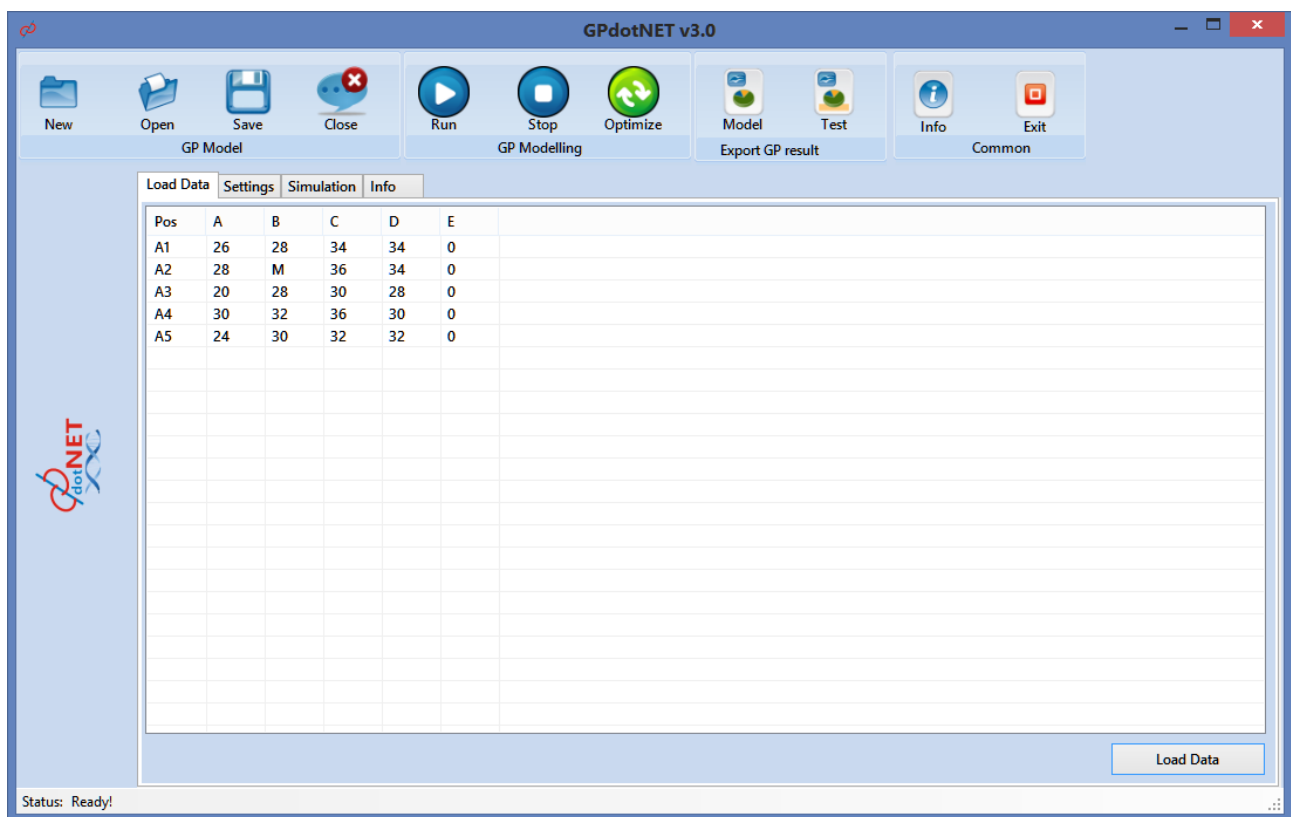 GPdotNET v3.0
New Open Save Close Run Stop Optimize Model Test Info Exit
GP Model GP Modelling Export GP result Common
Load Data Settings Simulation Info
Pos A B C D E
A1 26 28 34 34 0
A2 28 M 36 34 0
A3 20 28 30 28 0
A4 30 32 36 30 0
A5 24 30 32 32 0
GPdotNET
Load Data
Status: Ready!